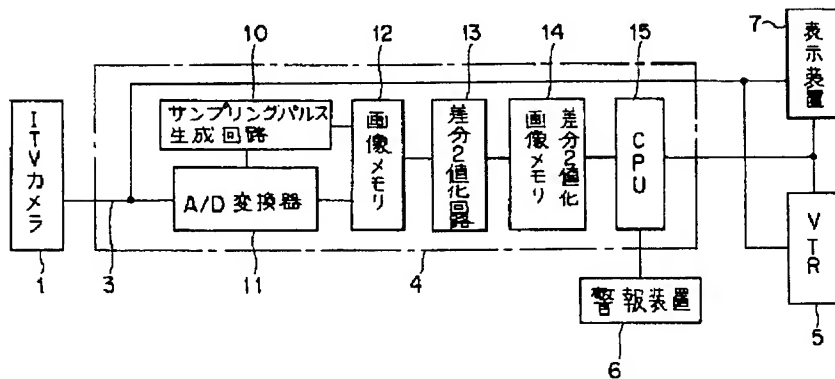 10
12
13
14
15
7
表示装置
ITVカメラ
サンプリングパルス
生成回路
画像メモリ
差分2値化回路
差分2値化
画像メモリ
CPU
A/D変換器
VTR
1
3
11
4
警報装置
6
5